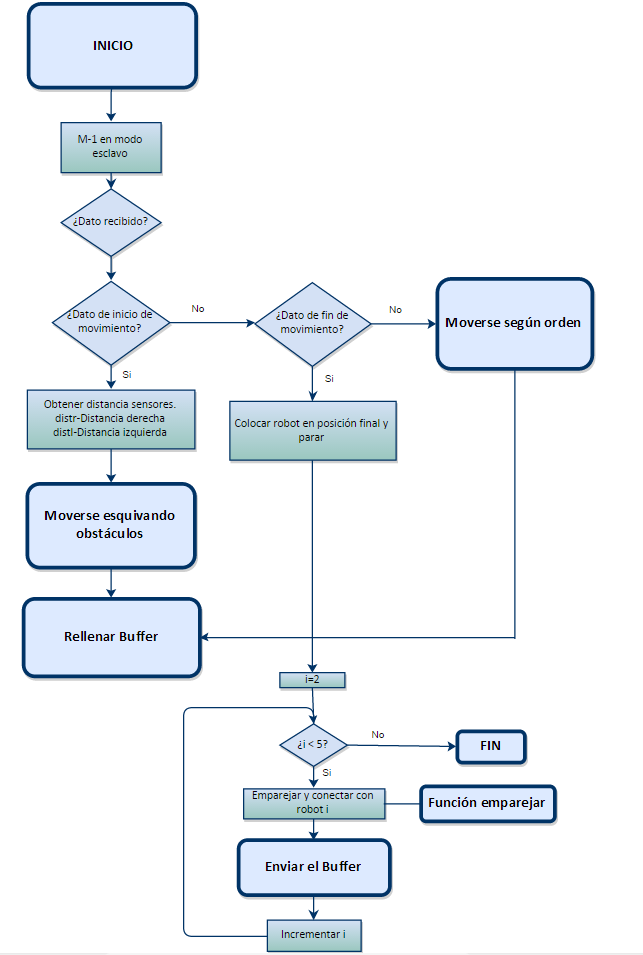 INICIO
M-1 en modo
esclavo
¿Dato recibido?
¿Dato de inicio de
movimiento?
No
¿Dato de fin de
movimiento?
No
Moverse según orden
Si
Si
Obtener distancia sensores.
distr-Distancia derecha
distl-Distancia izquierda
Colocar robot en posición final y
parar
Moverse esquivando
obstáculos
Rellenar Buffer
i=2
¿i < 5?
No
FIN
Si
Emparejar y conectar con
robot i
Función emparejar
Enviar el Buffer
Incrementar i